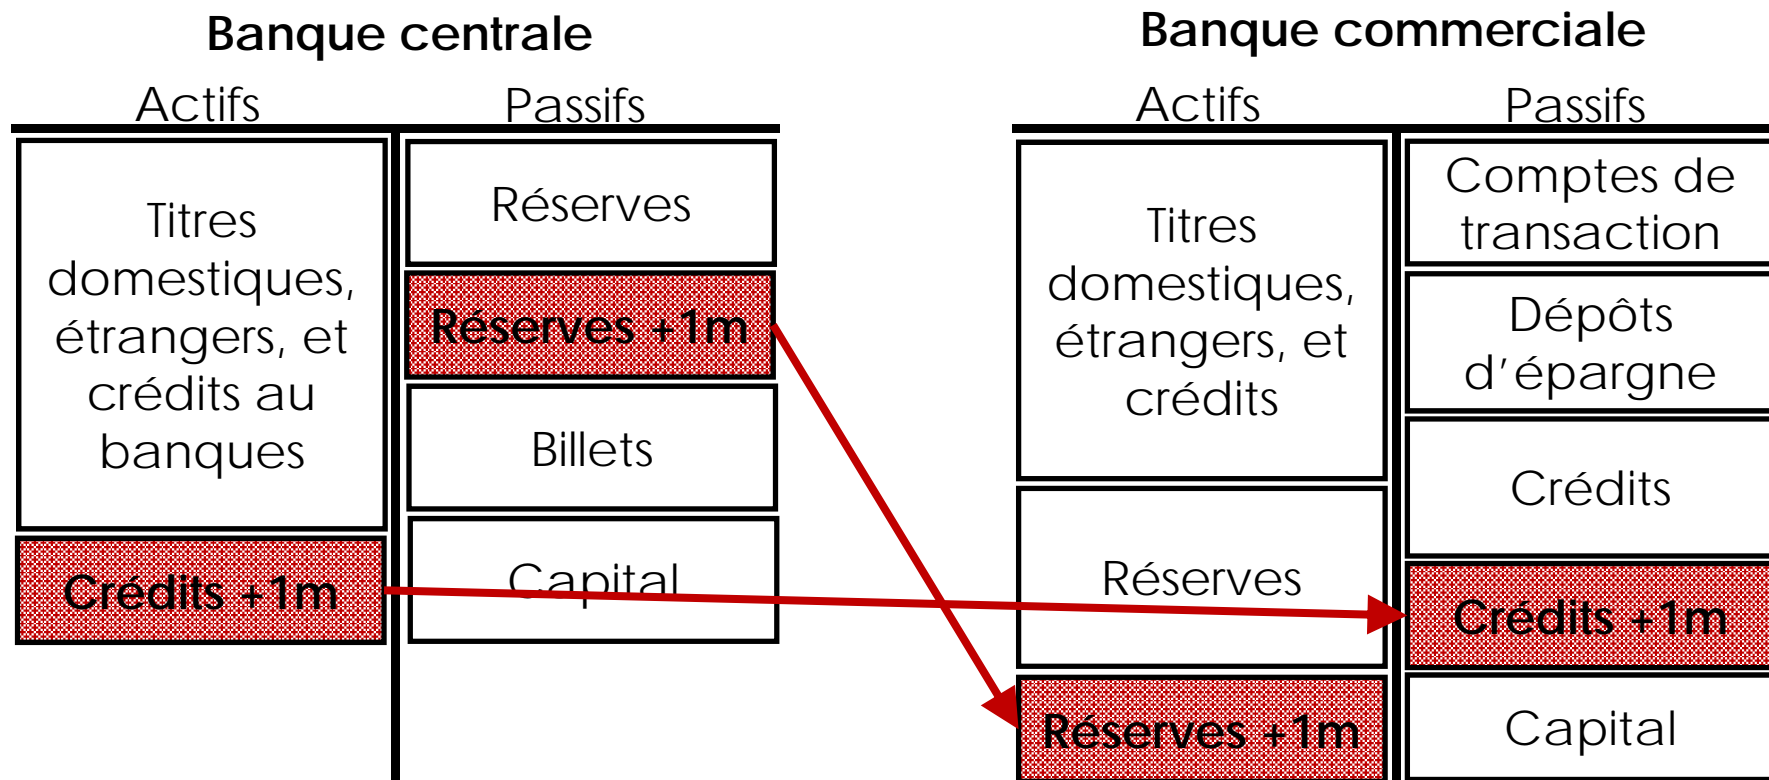 Banque centrale
Actifs
Passifs
Titres
domestiques,
étrangers, et
crédits au
banques
Crédits +1m
Réserves
Réserves +1m
Billets
Capital
Banque commerciale
Actifs
Passifs
Titres
domestiques,
étrangers, et
crédits
Réserves
Réserves +1m
Comptes de
transaction
Dépôts
d’épargne
Crédits
Crédits +1m
Capital